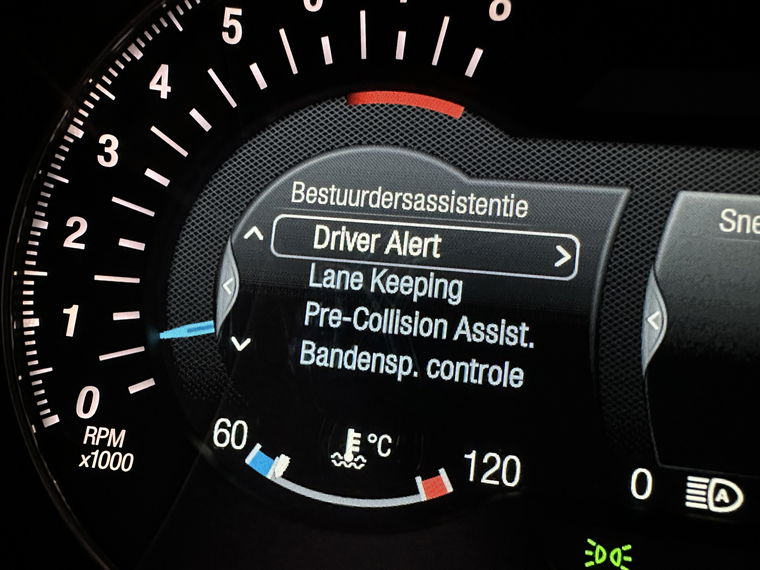 8
5
4
3
2
1
0
RPM
x1000
Bestuurdersassistentie
Driver Alert
Lane Keeping
Pre-Collision Assist.
Bandensp. controle
60
°C
120
0